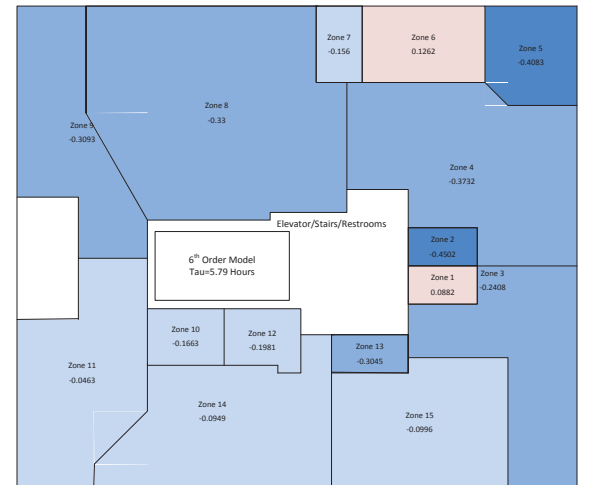 Zone 7
-0.156
Zone 6
0.1262
Zone 5
-0.4083
Zone 8
-0.33
Zone 9
-0.3093
Zone 4
-0.3732
Elevator/Stairs/Restrooms
Zone 2
-0.4502
6th Order Model
Tau=5.79 Hours
Zone 1
0.0882
Zone 3
-0.2408
Zone 10
-0.1663
Zone 12
-0.1981
Zone 13
-0.3045
Zone 11
-0.0463
Zone 14
-0.0949
Zone 15
-0.0996